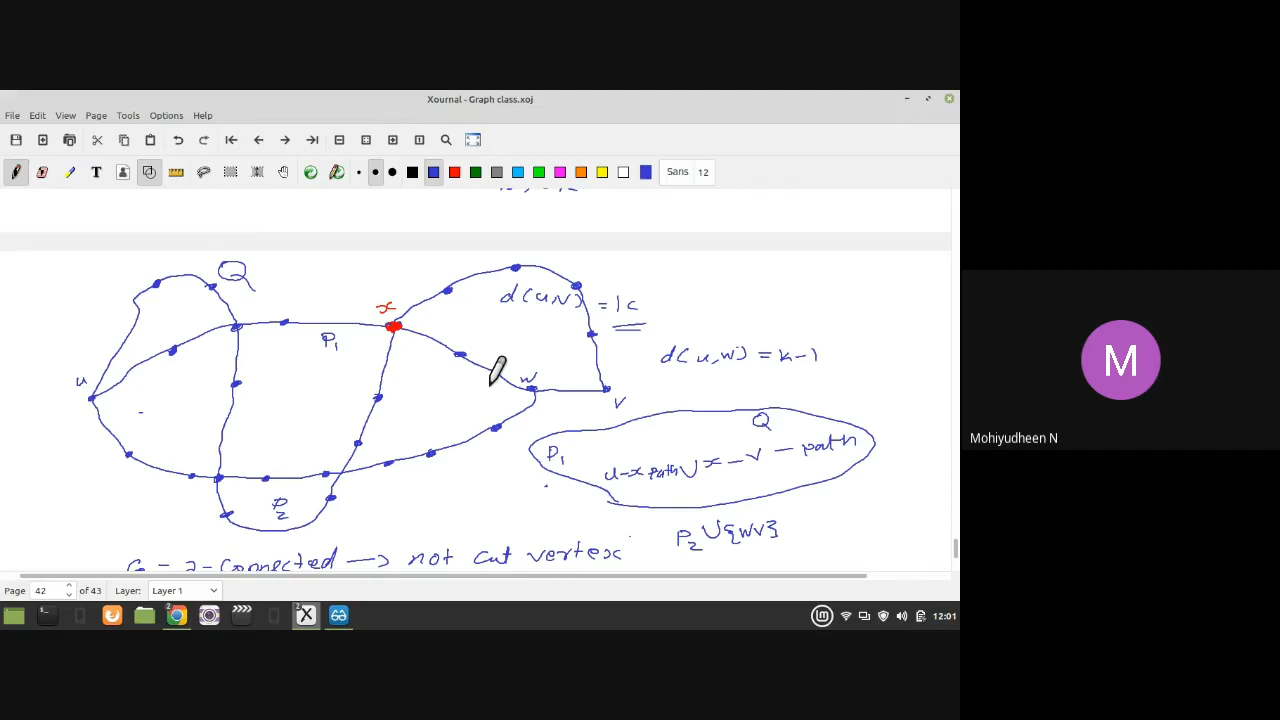 Xournal - Graph class.xoj
File Edit View Page Tools Options Help
Sans 12
Q
x
d(u,v) = k
P1
d(u,w) = k-1
u
w
v
Q
P1
u-x path ∪ x - v - path
P2
P2 ∪ {wv}
G - 2-connected → not cut vertex
Page 42 of 43 Layer: Layer 1
12:01
M
Mohiyudheen N